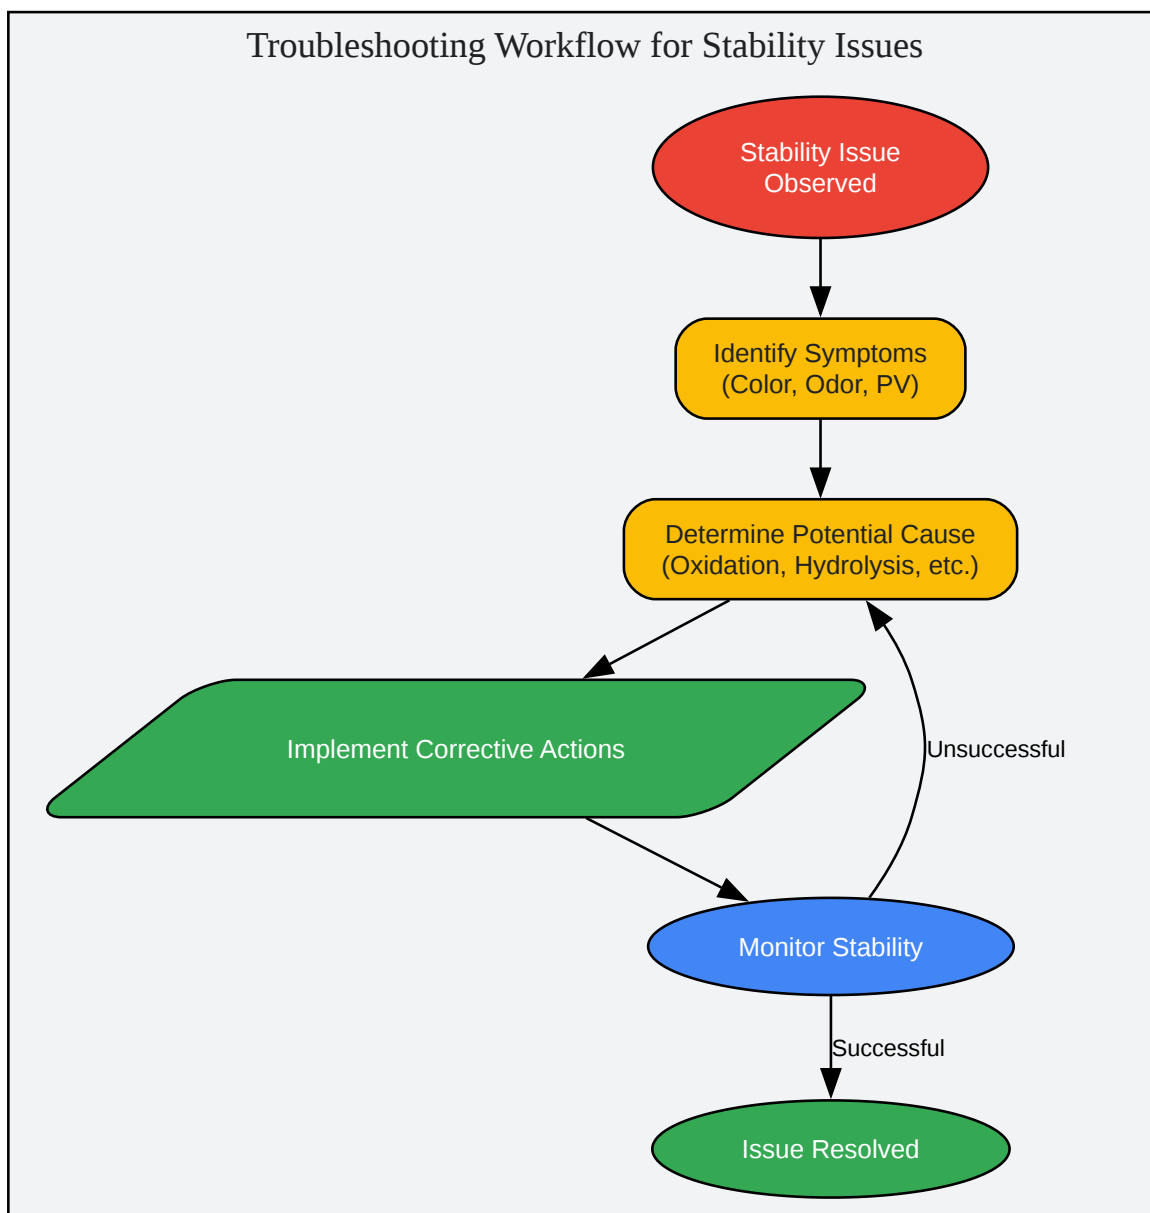 Troubleshooting Workflow for Stability Issues
Stability Issue
Observed
Identify Symptoms
(Color, Odor, PV)
Determine Potential Cause
(Oxidation, Hydrolysis, etc.)
Implement Corrective Actions
Unsuccessful
Monitor Stability
Successful
Issue Resolved